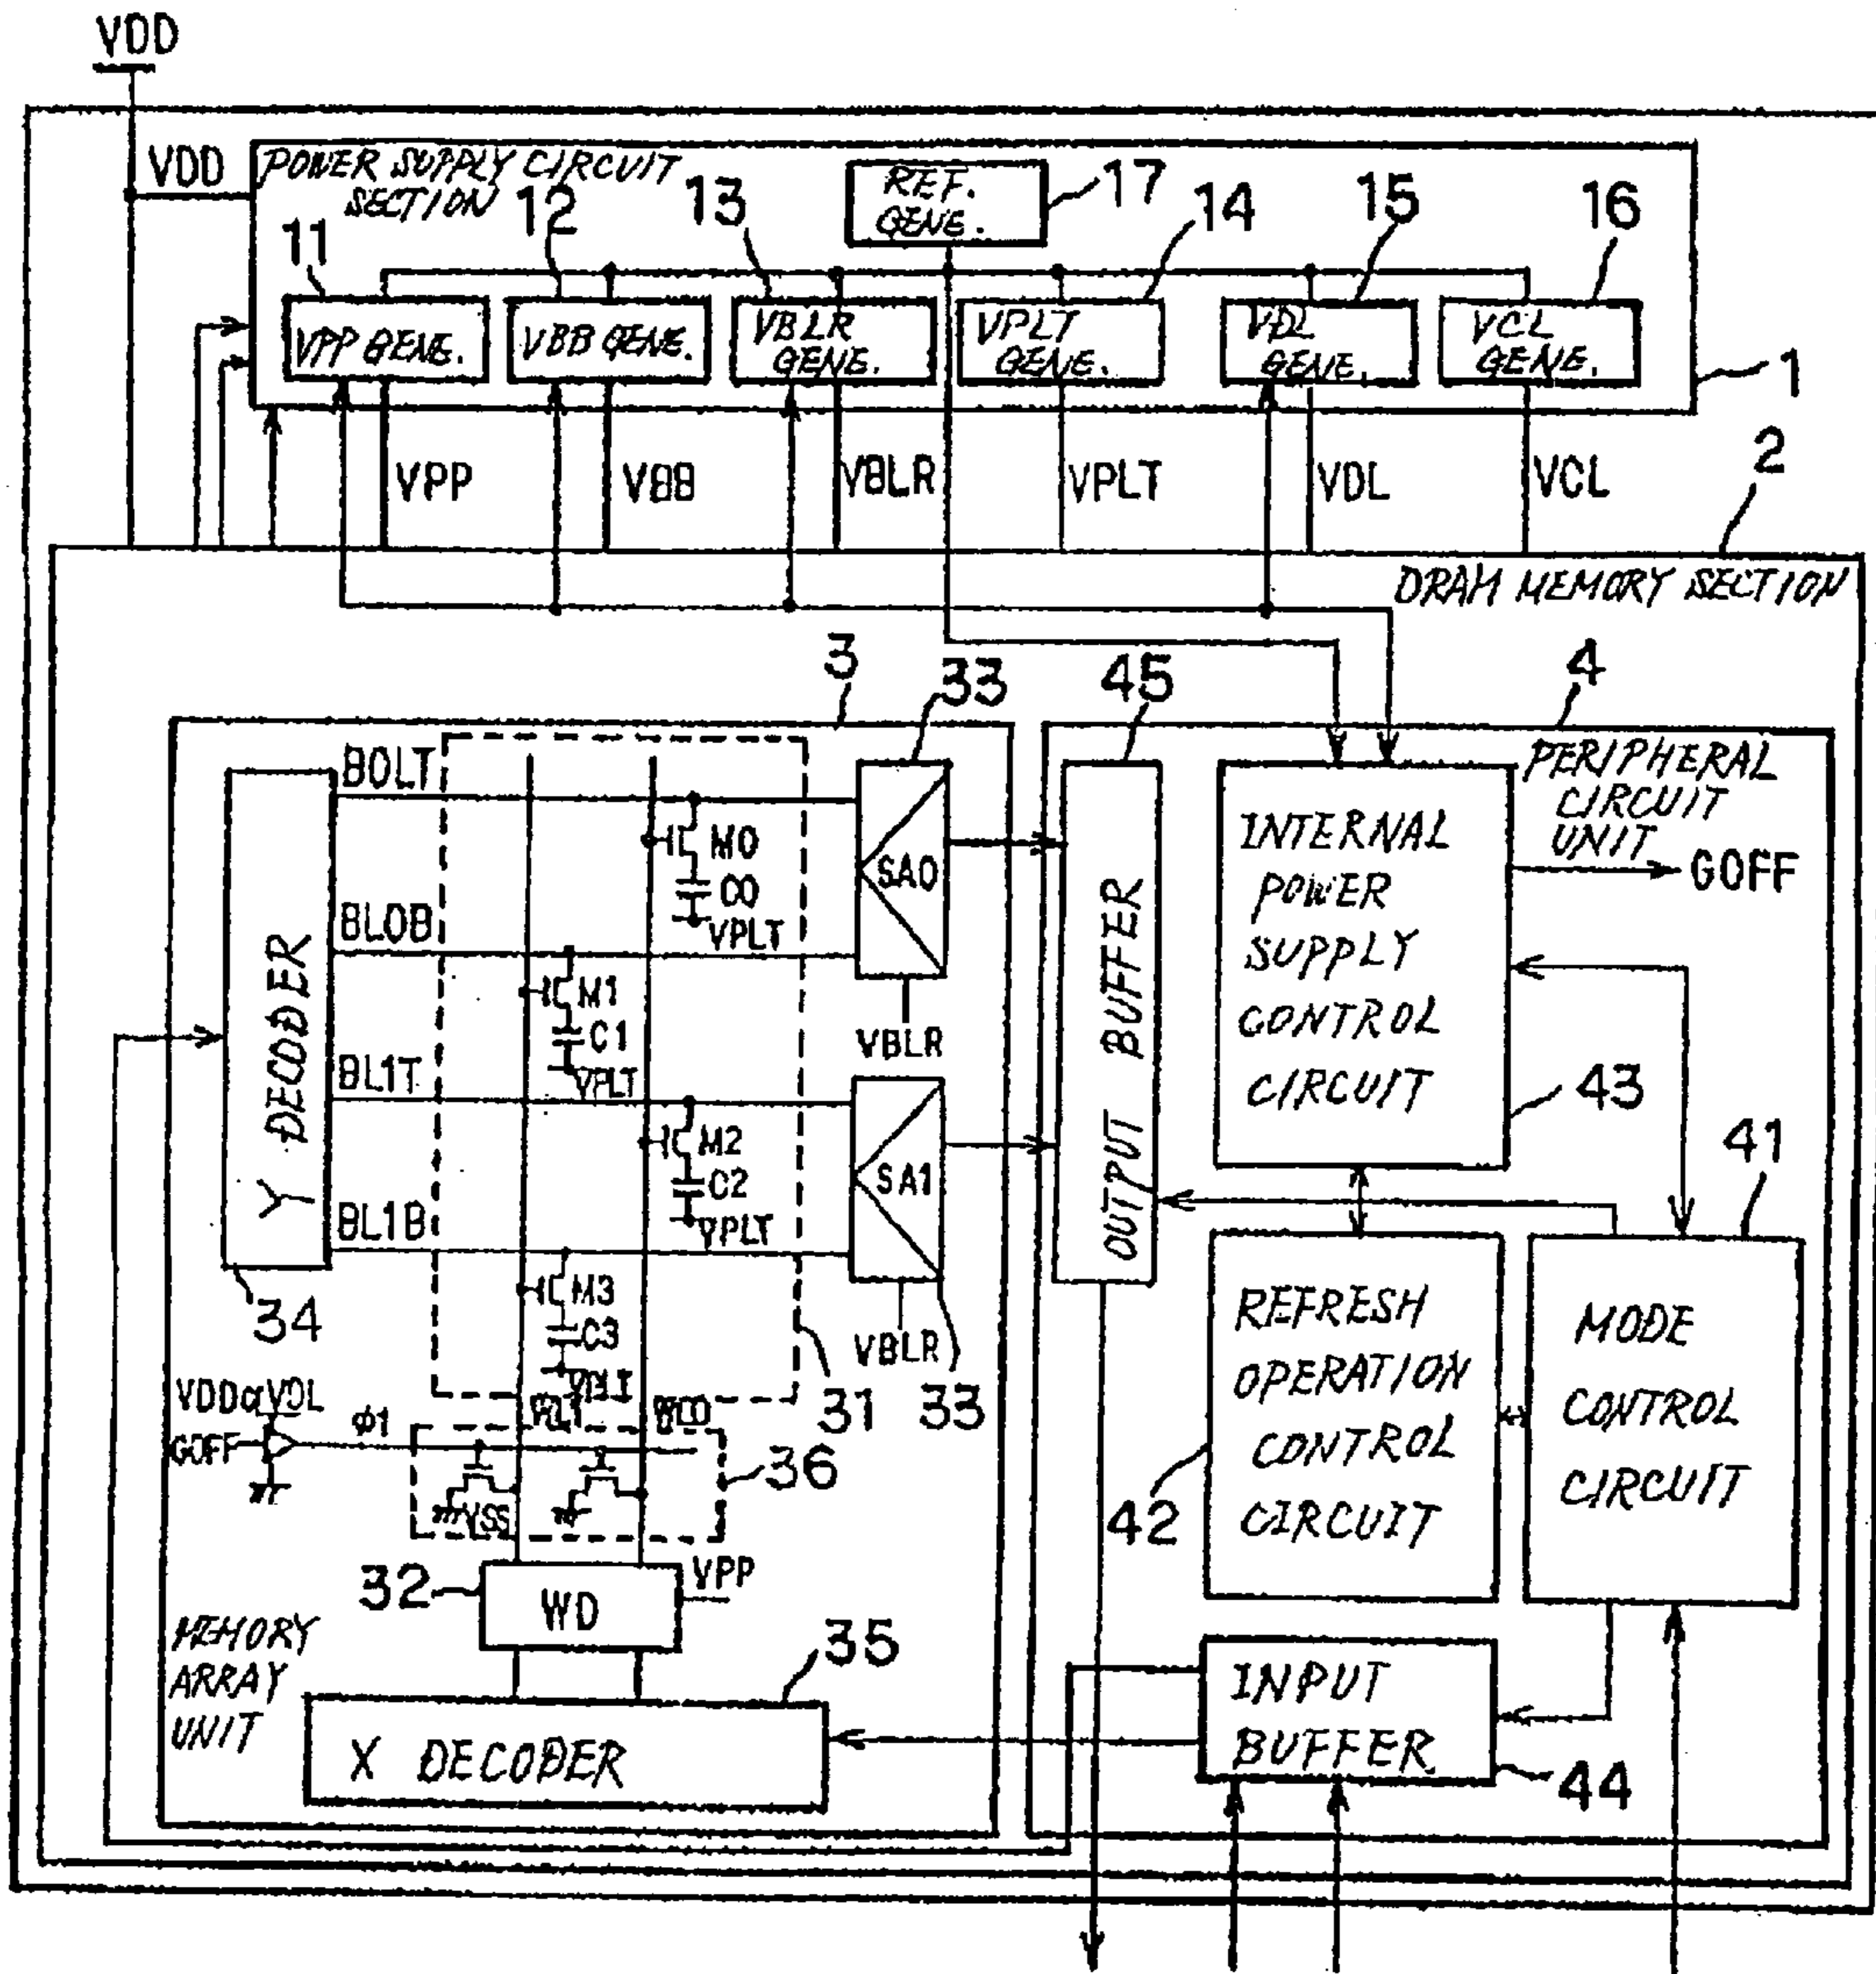 VDD
VDD
POWER SUPPLY CIRCUIT
SECTION
REF.
GENE.
17
11
12
13
14
15
16
VPP GENE.
VBB GENE.
VBLR
GENE.
VPLT
GENE.
VDL
GENE.
VCL
GENE.
1
VPP
VBB
VBLR
VPLT
VDL
VCL
2
DRAM MEMORY SECTION
3
33
45
4
BOLT
BLOB
BL1T
BL1B
Y DECODER
34
M0
VPLT
M1
C1
VPLT
M2
C2
VPLT
M3
C3
SA0
VBLR
SA1
VBLR
31
33
VDDαVDL
GOFF
φ1
VSS
36
32
WD
VPP
MEMORY
ARRAY
UNIT
35
X DECODER
OUTPUT BUFFER
PERIPHERAL
CIRCUIT
UNIT
GOFF
INTERNAL
POWER
SUPPLY
CONTROL
CIRCUIT
43
41
REFRESH
OPERATION
CONTROL
CIRCUIT
42
MODE
CONTROL
CIRCUIT
INPUT
BUFFER
44